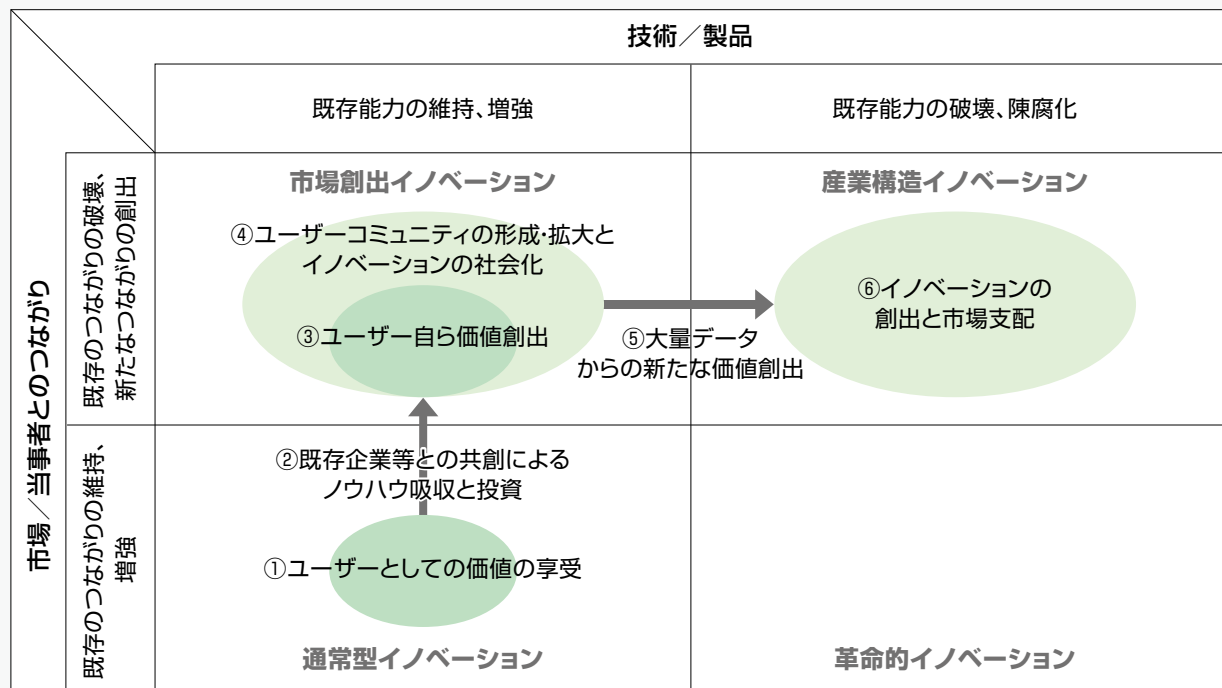 技術／製品
既存能力の維持、増強
既存能力の破壊、陳腐化
市場／当事者とのつながり
既存のつながりの破壊、
新たなつながりの創出
市場創出イノベーション
④ユーザーコミュニティの形成・拡大と
イノベーションの社会化
③ユーザー自ら価値創出
⑤大量データ
からの新たな価値創出
産業構造イノベーション
⑥イノベーションの
創出と市場支配
既存のつながりの維持、
増強
②既存企業等との共創による
ノウハウ吸収と投資
①ユーザーとしての価値の享受
通常型イノベーション
革命的イノベーション